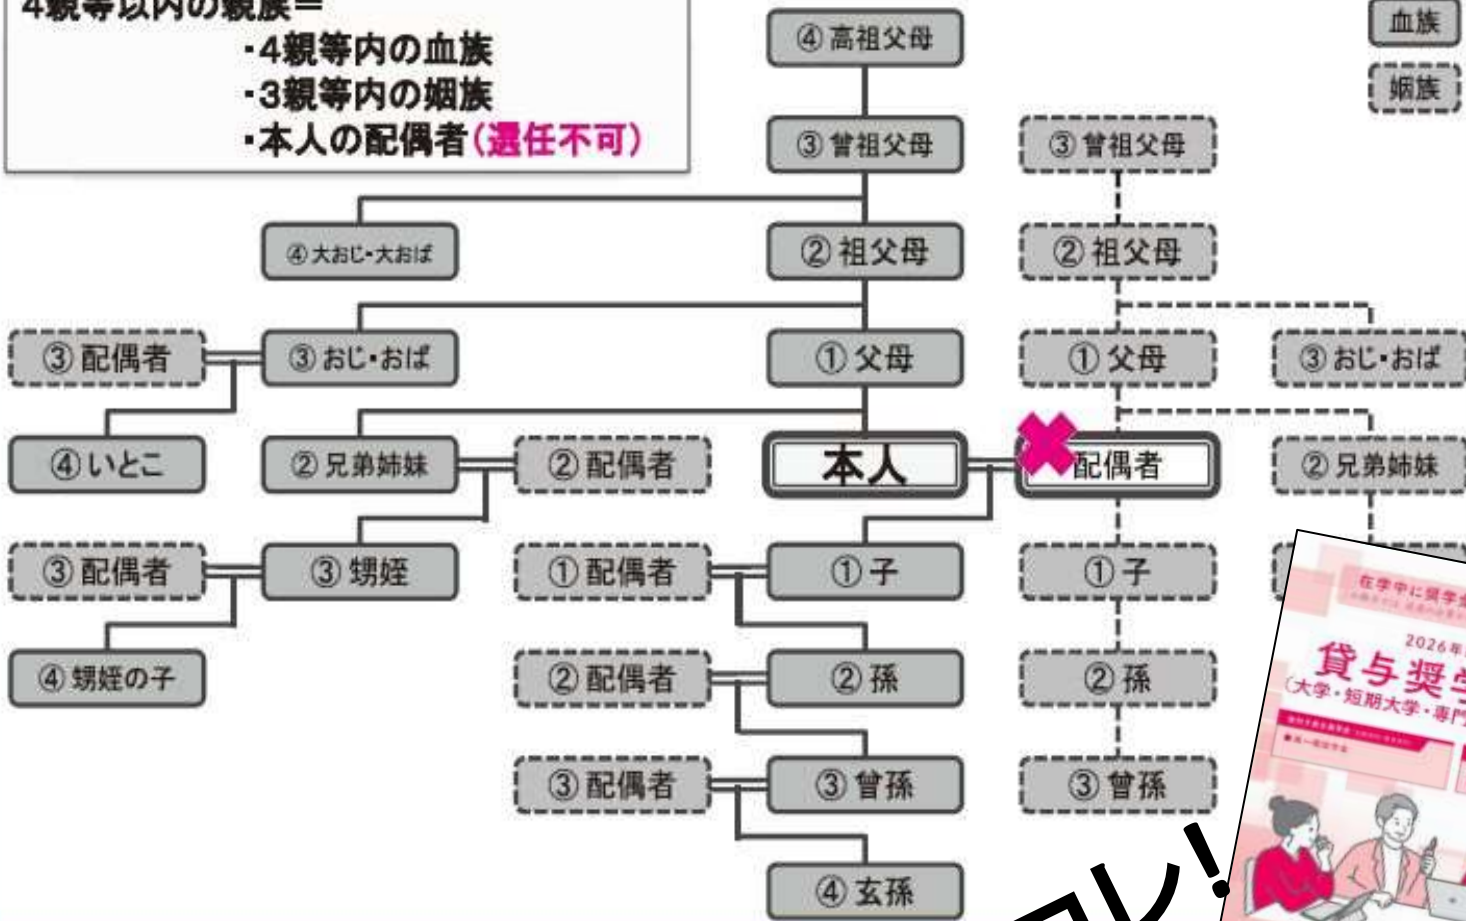 4親等以内の親族＝
・4親等内の血族
・3親等内の姻族
・本人の配偶者(選任不可)
血族
姻族
④高祖父母
③曾祖父母
③曾祖父母
④大おじ・大おば
②祖父母
②祖父母
③配偶者
③おじ・おば
①父母
①父母
③おじ・おば
④いとこ
②兄弟姉妹
②配偶者
本人
配偶者
②兄弟姉妹
③配偶者
③甥姪
①配偶者
①子
①子
④甥姪の子
②配偶者
②孫
②孫
③配偶者
③曾孫
③曾孫
④玄孫
コレ!
在学中に奨学
2026年
貸与奨学
(大学・短期大学・専門